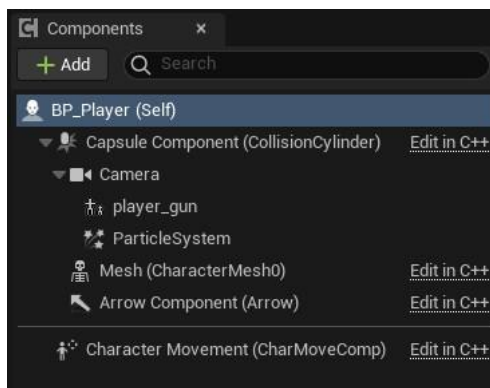 Components
Add
Search
BP_Player (Self)
Capsule Component (CollisionCylinder) Edit in C++
Camera
player_gun
ParticleSystem
Mesh (CharacterMesh0) Edit in C++
Arrow Component (Arrow) Edit in C++
Character Movement (CharMoveComp) Edit in C++